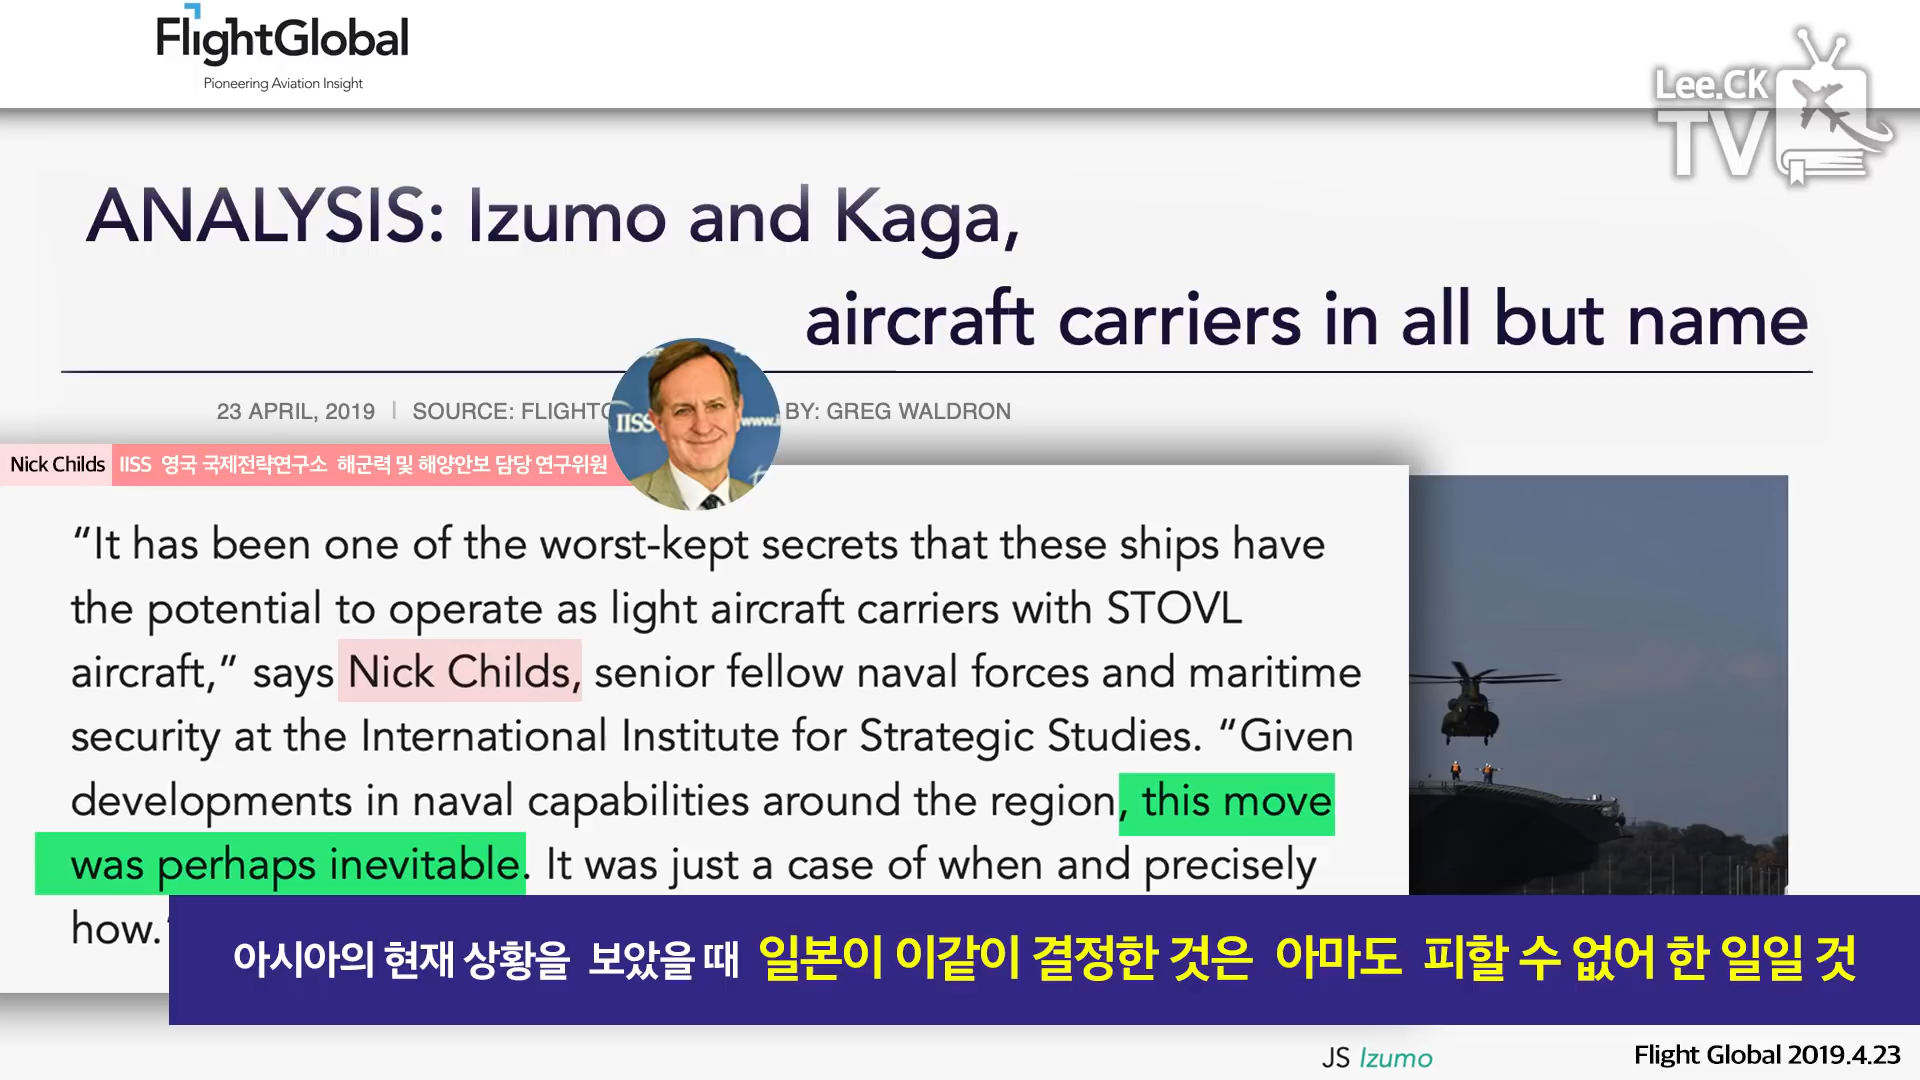 FlightGlobal
Pioneering Aviation Insight
Lee.CK
TV
ANALYSIS: Izumo and Kaga,
aircraft carriers in all but name
23 APRIL, 2019 | SOURCE: FLIGHTG BY: GREG WALDRON
IISS www.i
Nick Childs IISS 영국 국제전략연구소 해군력 및 해양안보 담당 연구위원
“It has been one of the worst-kept secrets that these ships have
the potential to operate as light aircraft carriers with STOVL
aircraft,” says Nick Childs, senior fellow naval forces and maritime
security at the International Institute for Strategic Studies. “Given
developments in naval capabilities around the region, this move
was perhaps inevitable. It was just a case of when and precisely
how.”
아시아의 현재 상황을 보았을 때 일본이 이같이 결정한 것은 아마도 피할 수 없어 한 일일 것
JS Izumo
Flight Global 2019.4.23